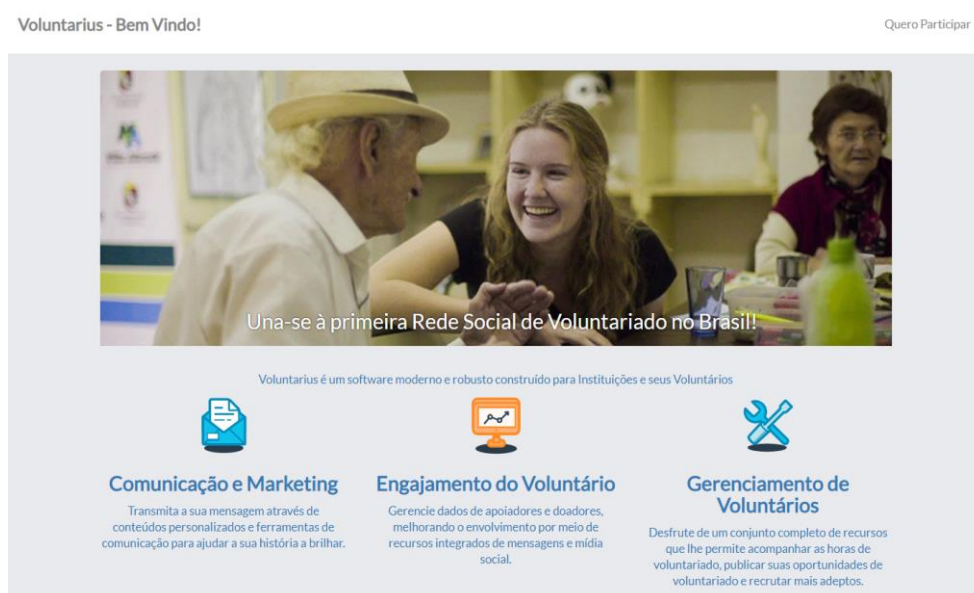 Voluntarius - Bem Vindo!
Quero Participar
Una-se à primeira Rede Social de Voluntariado no Brasil!
Voluntarius é um software moderno e robusto construído para Instituições e seus Voluntários
Comunicação e Marketing
Transmita a sua mensagem através de
conteúdos personalizados e ferramentas de
comunicação para ajudar a sua história a brilhar.
Engajamento do Voluntário
Gerencie dados de apoiadores e doadores,
melhorando o envolvimento por meio de
recursos integrados de mensagens e mídia
social.
Gerenciamento de
Voluntários
Desfrute de um conjunto completo de recursos
que lhe permite acompanhar as horas de
voluntariado, publicar suas oportunidades de
voluntariado e recrutar mais adeptos.